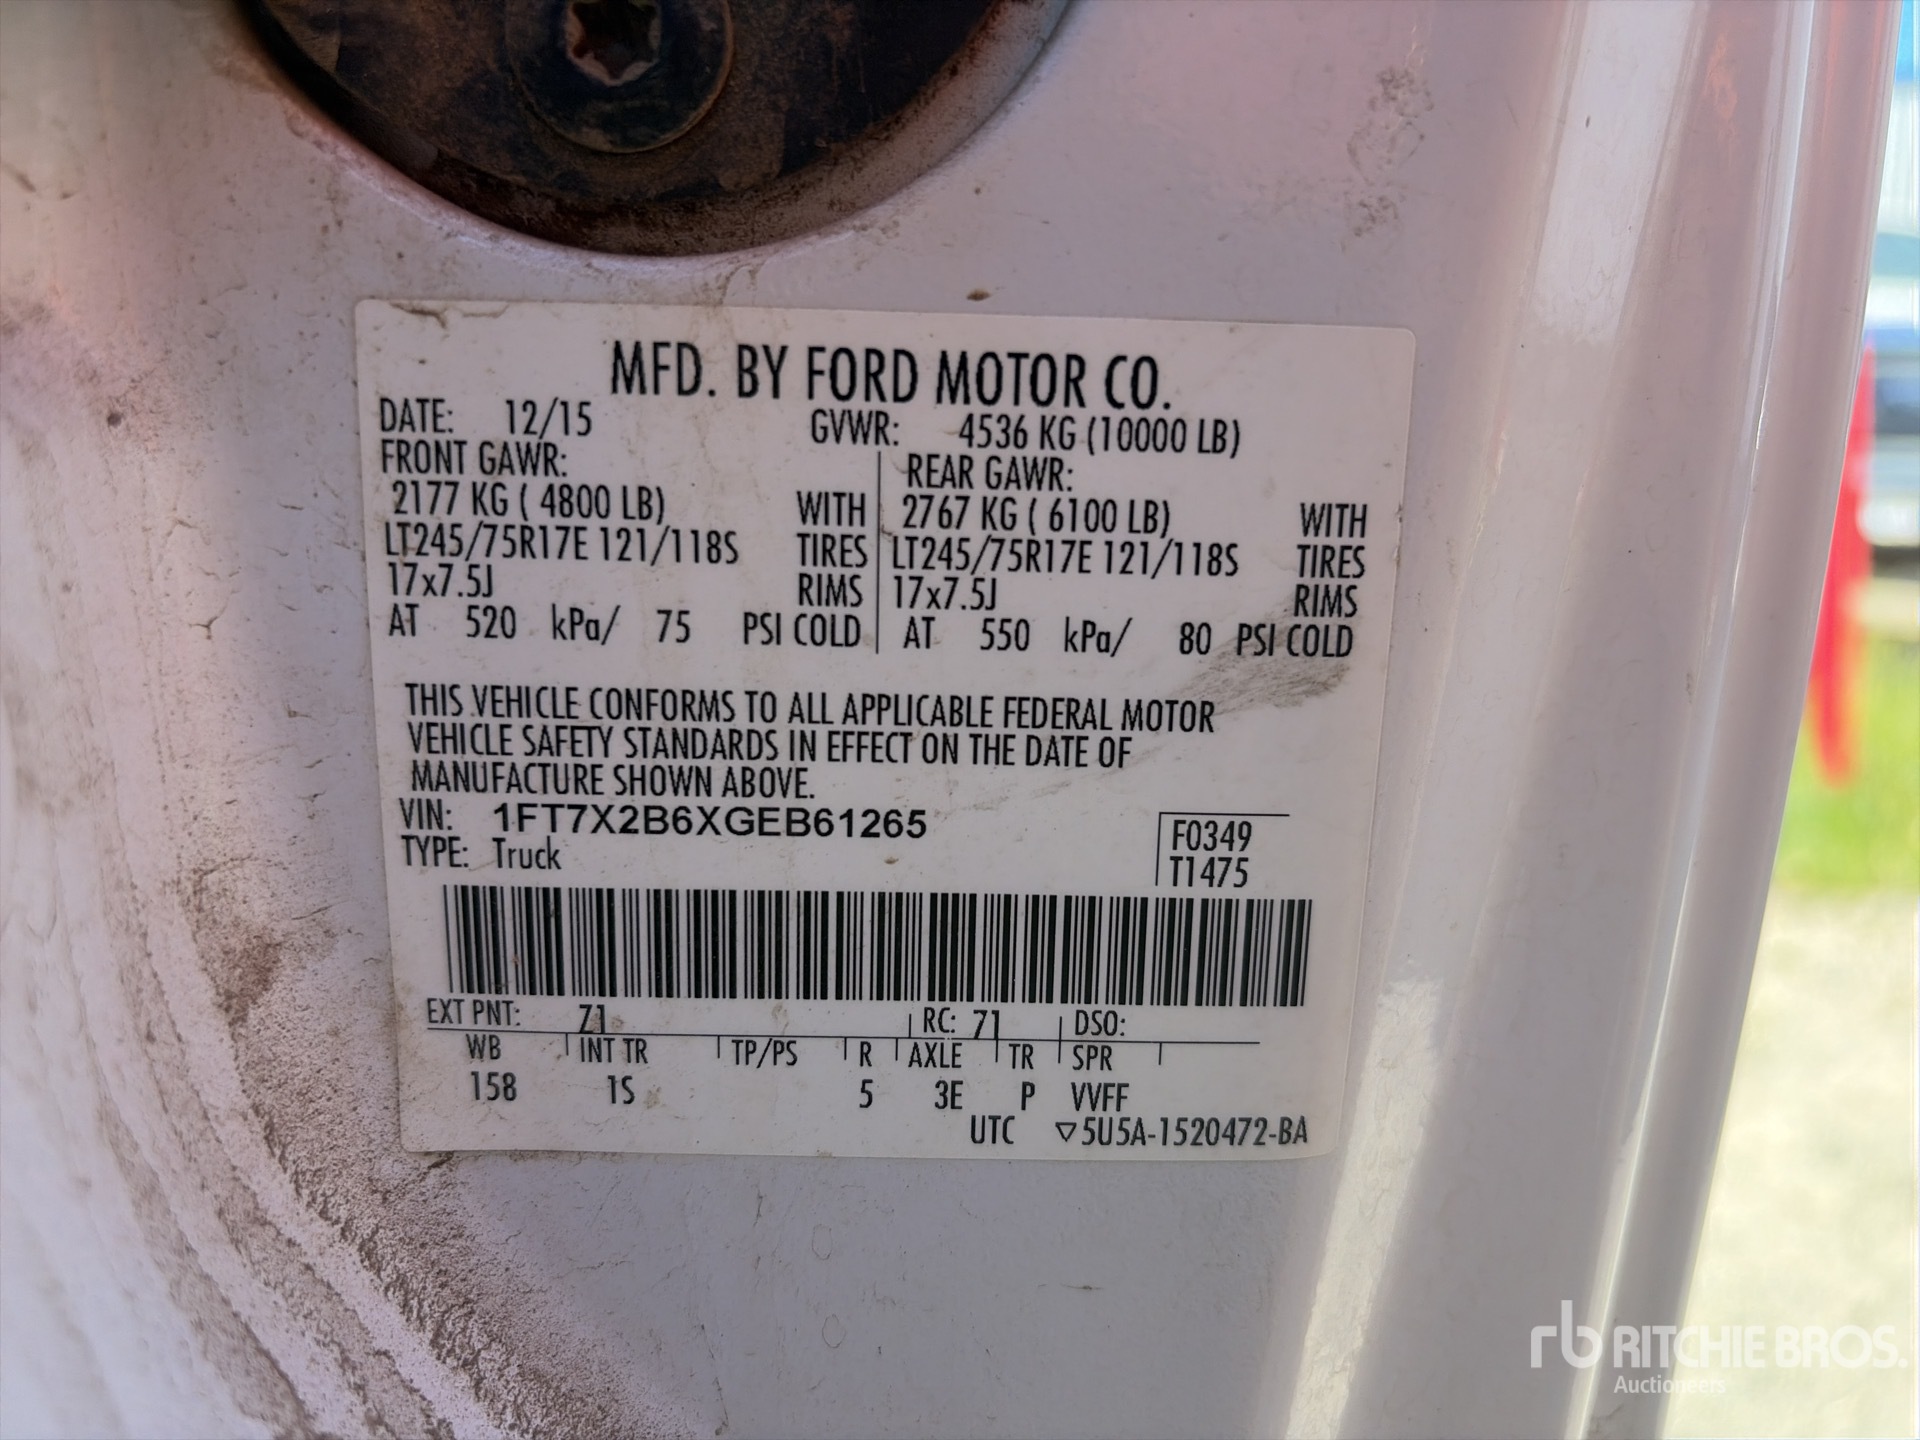 MFD. BY FORD MOTOR CO.
DATE: 12/15 GVWR: 4536 KG (10000 LB)
FRONT GAWR: REAR GAWR:
2177 KG ( 4800 LB) WITH 2767 KG ( 6100 LB) WITH
LT245/75R17E 121/118S TIRES LT245/75R17E 121/118S TIRES
17x7.5J RIMS 17x7.5J RIMS
AT 520 kPa/ 75 PSI COLD AT 550 kPa/ 80 PSI COLD
THIS VEHICLE CONFORMS TO ALL APPLICABLE FEDERAL MOTOR
VEHICLE SAFETY STANDARDS IN EFFECT ON THE DATE OF
MANUFACTURE SHOWN ABOVE.
VIN: 1FT7X2B6XGEB61265
TYPE: Truck
F0349
T1475
EXT PNT: Z1 RC: 71 DSO:
WB INT TR TP/PS R AXLE TR SPR
158 1S 5 3E P VVFF
UTC ▽5U5A-1520472-BA
rb RITCHIE BROS.
Auctioneers